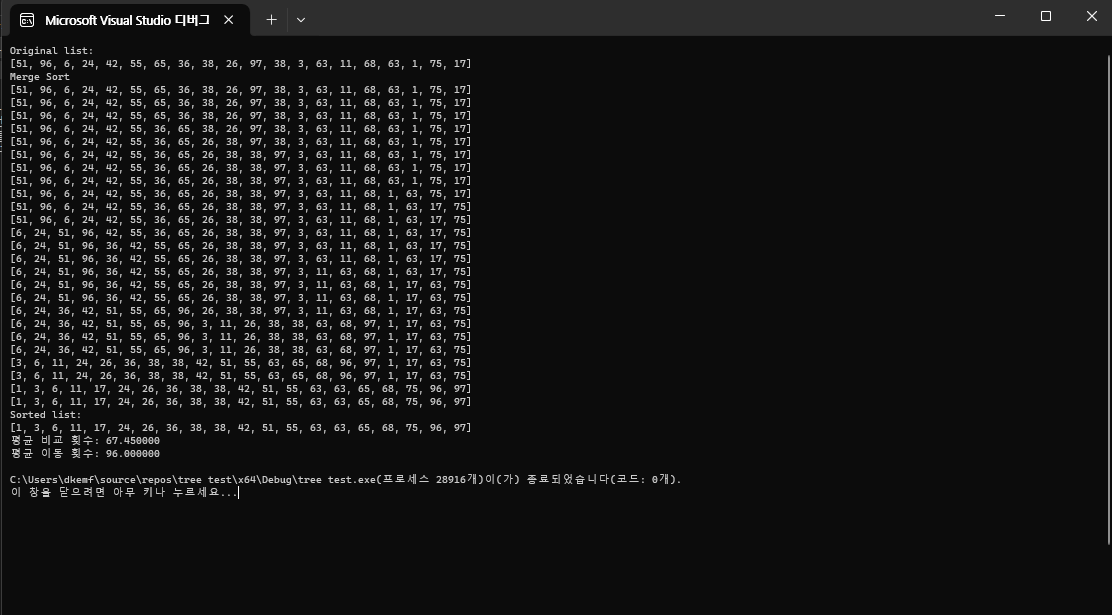 Microsoft Visual Studio 디버그
Original list:
[51, 96, 6, 24, 42, 55, 65, 36, 38, 26, 97, 38, 3, 63, 11, 68, 63, 1, 75, 17]
Merge Sort
[51, 96, 6, 24, 42, 55, 65, 36, 38, 26, 97, 38, 3, 63, 11, 68, 63, 1, 75, 17]
[51, 96, 6, 24, 42, 55, 65, 36, 38, 26, 97, 38, 3, 63, 11, 68, 63, 1, 75, 17]
[51, 96, 6, 24, 42, 55, 65, 36, 38, 26, 97, 38, 3, 63, 11, 68, 63, 1, 75, 17]
[51, 96, 6, 24, 42, 55, 36, 65, 38, 26, 97, 38, 3, 63, 11, 68, 63, 1, 75, 17]
[51, 96, 6, 24, 42, 55, 36, 65, 26, 38, 97, 38, 3, 63, 11, 68, 63, 1, 75, 17]
[51, 96, 6, 24, 42, 55, 36, 65, 26, 38, 38, 97, 3, 63, 11, 68, 63, 1, 75, 17]
[51, 96, 6, 24, 42, 55, 36, 65, 26, 38, 38, 97, 3, 63, 11, 68, 63, 1, 75, 17]
[51, 96, 6, 24, 42, 55, 36, 65, 26, 38, 38, 97, 3, 63, 11, 68, 63, 1, 75, 17]
[51, 96, 6, 24, 42, 55, 36, 65, 26, 38, 38, 97, 3, 63, 11, 68, 1, 63, 75, 17]
[51, 96, 6, 24, 42, 55, 36, 65, 26, 38, 38, 97, 3, 63, 11, 68, 1, 63, 17, 75]
[51, 96, 6, 24, 42, 55, 36, 65, 26, 38, 38, 97, 3, 63, 11, 68, 1, 63, 17, 75]
[6, 24, 51, 96, 42, 55, 36, 65, 26, 38, 38, 97, 3, 63, 11, 68, 1, 63, 17, 75]
[6, 24, 51, 96, 36, 42, 55, 65, 26, 38, 38, 97, 3, 63, 11, 68, 1, 63, 17, 75]
[6, 24, 51, 96, 36, 42, 55, 65, 26, 38, 38, 97, 3, 63, 11, 68, 1, 63, 17, 75]
[6, 24, 51, 96, 36, 42, 55, 65, 26, 38, 38, 97, 3, 11, 63, 68, 1, 63, 17, 75]
[6, 24, 51, 96, 36, 42, 55, 65, 26, 38, 38, 97, 3, 11, 63, 68, 1, 17, 63, 75]
[6, 24, 51, 96, 36, 42, 55, 65, 26, 38, 38, 97, 3, 11, 63, 68, 1, 17, 63, 75]
[6, 24, 36, 42, 51, 55, 65, 96, 26, 38, 38, 97, 3, 11, 63, 68, 1, 17, 63, 75]
[6, 24, 36, 42, 51, 55, 65, 96, 3, 11, 26, 38, 38, 63, 68, 97, 1, 17, 63, 75]
[6, 24, 36, 42, 51, 55, 65, 96, 3, 11, 26, 38, 38, 63, 68, 97, 1, 17, 63, 75]
[6, 24, 36, 42, 51, 55, 65, 96, 3, 11, 26, 38, 38, 63, 68, 97, 1, 17, 63, 75]
[3, 6, 11, 24, 26, 36, 38, 38, 42, 51, 55, 63, 65, 68, 96, 97, 1, 17, 63, 75]
[3, 6, 11, 24, 26, 36, 38, 38, 42, 51, 55, 63, 65, 68, 96, 97, 1, 17, 63, 75]
[1, 3, 6, 11, 17, 24, 26, 36, 38, 38, 42, 51, 55, 63, 63, 65, 68, 75, 96, 97]
[1, 3, 6, 11, 17, 24, 26, 36, 38, 38, 42, 51, 55, 63, 63, 65, 68, 75, 96, 97]
Sorted list:
[1, 3, 6, 11, 17, 24, 26, 36, 38, 38, 42, 51, 55, 63, 63, 65, 68, 75, 96, 97]
평균 비교 횟수: 67.450000
평균 이동 횟수: 96.000000
C:\Users\dkemf\source\repos\tree test\x64\Debug\tree test.exe(프로세스 28916개)이(가) 종료되었습니다(코드: 0개).
이 창을 닫으려면 아무 키나 누르세요...